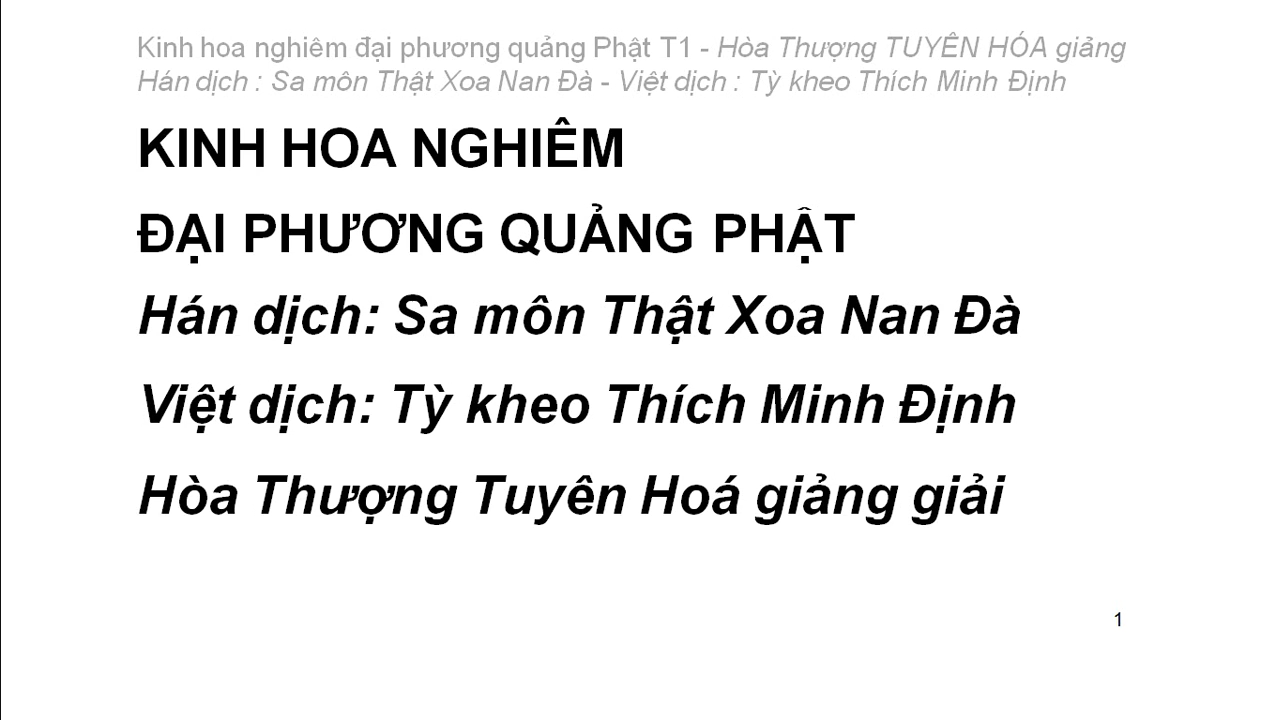 Kinh hoa nghiêm đại phương quảng Phật T1 - Hòa Thượng TUYÊN HÓA giảng
Hán dịch : Sa môn Thật Xoa Nan Đà - Việt dịch : Tỳ kheo Thích Minh Định
KINH HOA NGHIÊM
ĐẠI PHƯƠNG QUẢNG PHẬT
Hán dịch: Sa môn Thật Xoa Nan Đà
Việt dịch: Tỳ kheo Thích Minh Định
Hòa Thượng Tuyên Hoá giảng giải
1